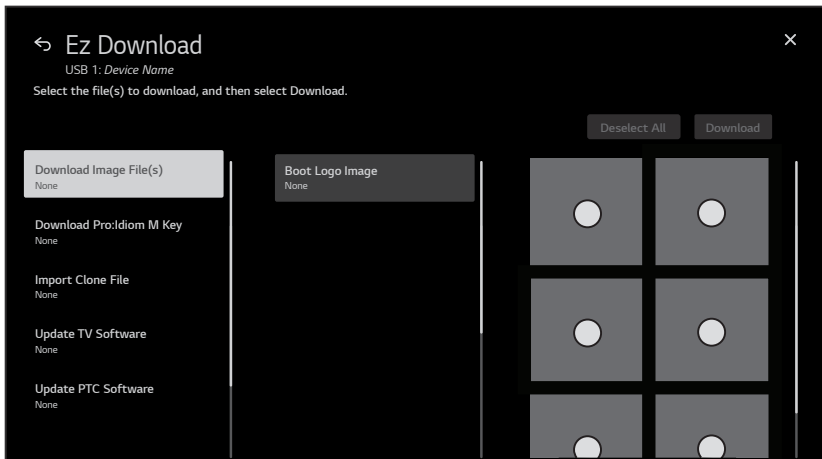 Ez Download
USB 1: Device Name
Select the file(s) to download, and then select Download.
Deselect All
Download
Download Image File(s)
None
Download Pro:Idiom M Key
None
Import Clone File
None
Update TV Software
None
Update PTC Software
None
Boot Logo Image
None